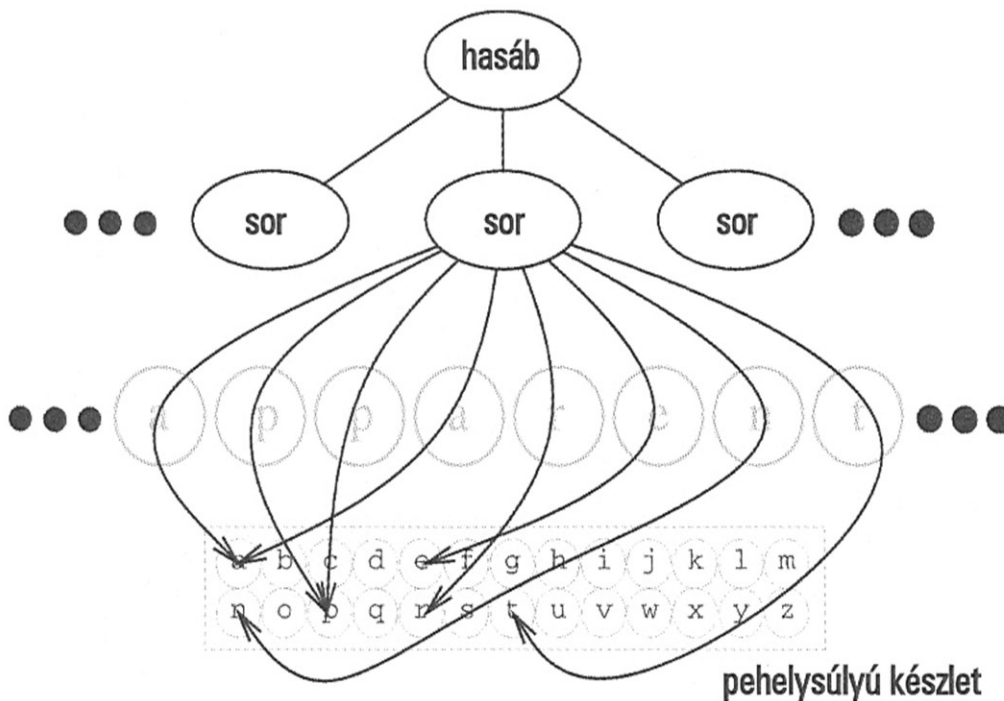 hasáb
sor sor sor
a p p a r e n t
a b c d e f g h i j k l m
n o p q r s t u v w x y z
pehelysúlyú készlet